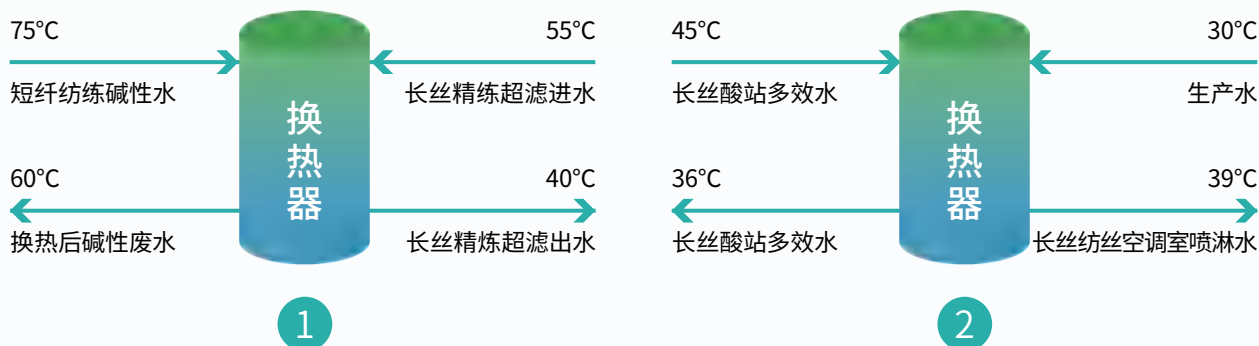 75°C
55°C
短纤纺练碱性水
长丝精练超滤进水
换热器
60°C
40°C
换热后碱性废水
长丝精炼超滤出水
1
45°C
30°C
长丝酸站多效水
生产水
换热器
36°C
39°C
长丝酸站多效水
长丝纺丝空调室喷淋水
2